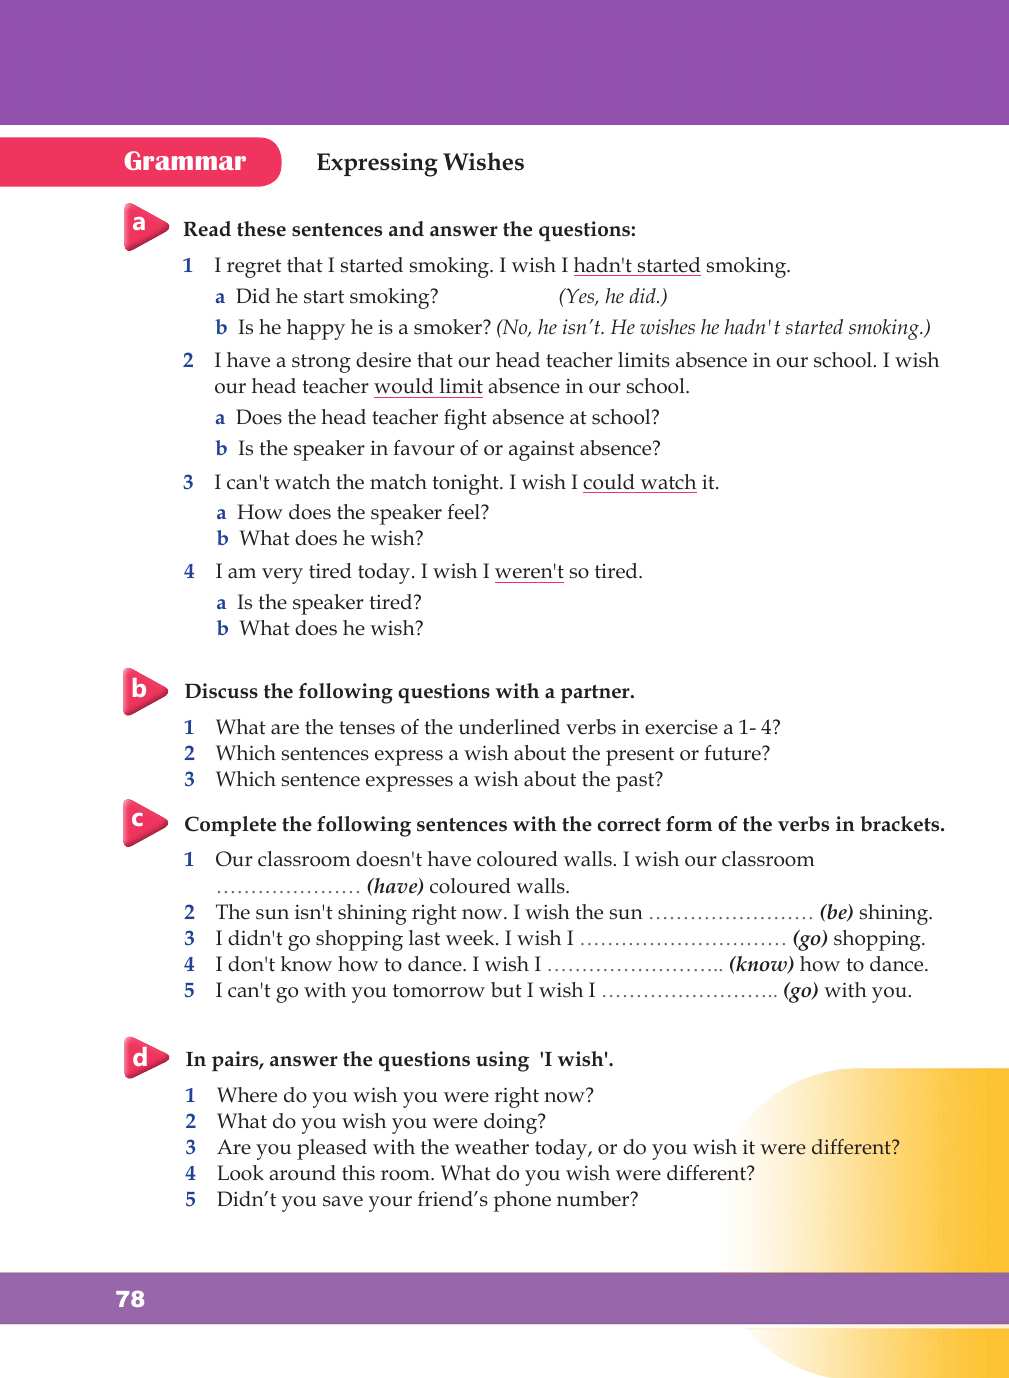 Grammar Expressing Wishes
a Read these sentences and answer the questions:
1 I regret that I started smoking. I wish I hadn't started smoking.
a Did he start smoking? (Yes, he did.)
b Is he happy he is a smoker? (No, he isn't. He wishes he hadn't started smoking.)
2 I have a strong desire that our head teacher limits absence in our school. I wish
our head teacher would limit absence in our school.
a Does the head teacher fight absence at school?
b Is the speaker in favour of or against absence?
3 I can't watch the match tonight. I wish I could watch it.
a How does the speaker feel?
b What does he wish?
4 I am very tired today. I wish I weren't so tired.
a Is the speaker tired?
b What does he wish?
b Discuss the following questions with a partner.
1 What are the tenses of the underlined verbs in exercise a 1- 4?
2 Which sentences express a wish about the present or future?
3 Which sentence expresses a wish about the past?
c Complete the following sentences with the correct form of the verbs in brackets.
1 Our classroom doesn't have coloured walls. I wish our classroom
………………… (have) coloured walls.
2 The sun isn't shining right now. I wish the sun …………………… (be) shining.
3 I didn't go shopping last week. I wish I ………………………… (go) shopping.
4 I don't know how to dance. I wish I …………………….. (know) how to dance.
5 I can't go with you tomorrow but I wish I …………………….. (go) with you.
d In pairs, answer the questions using 'I wish'.
1 Where do you wish you were right now?
2 What do you wish you were doing?
3 Are you pleased with the weather today, or do you wish it were different?
4 Look around this room. What do you wish were different?
5 Didn't you save your friend's phone number?
78